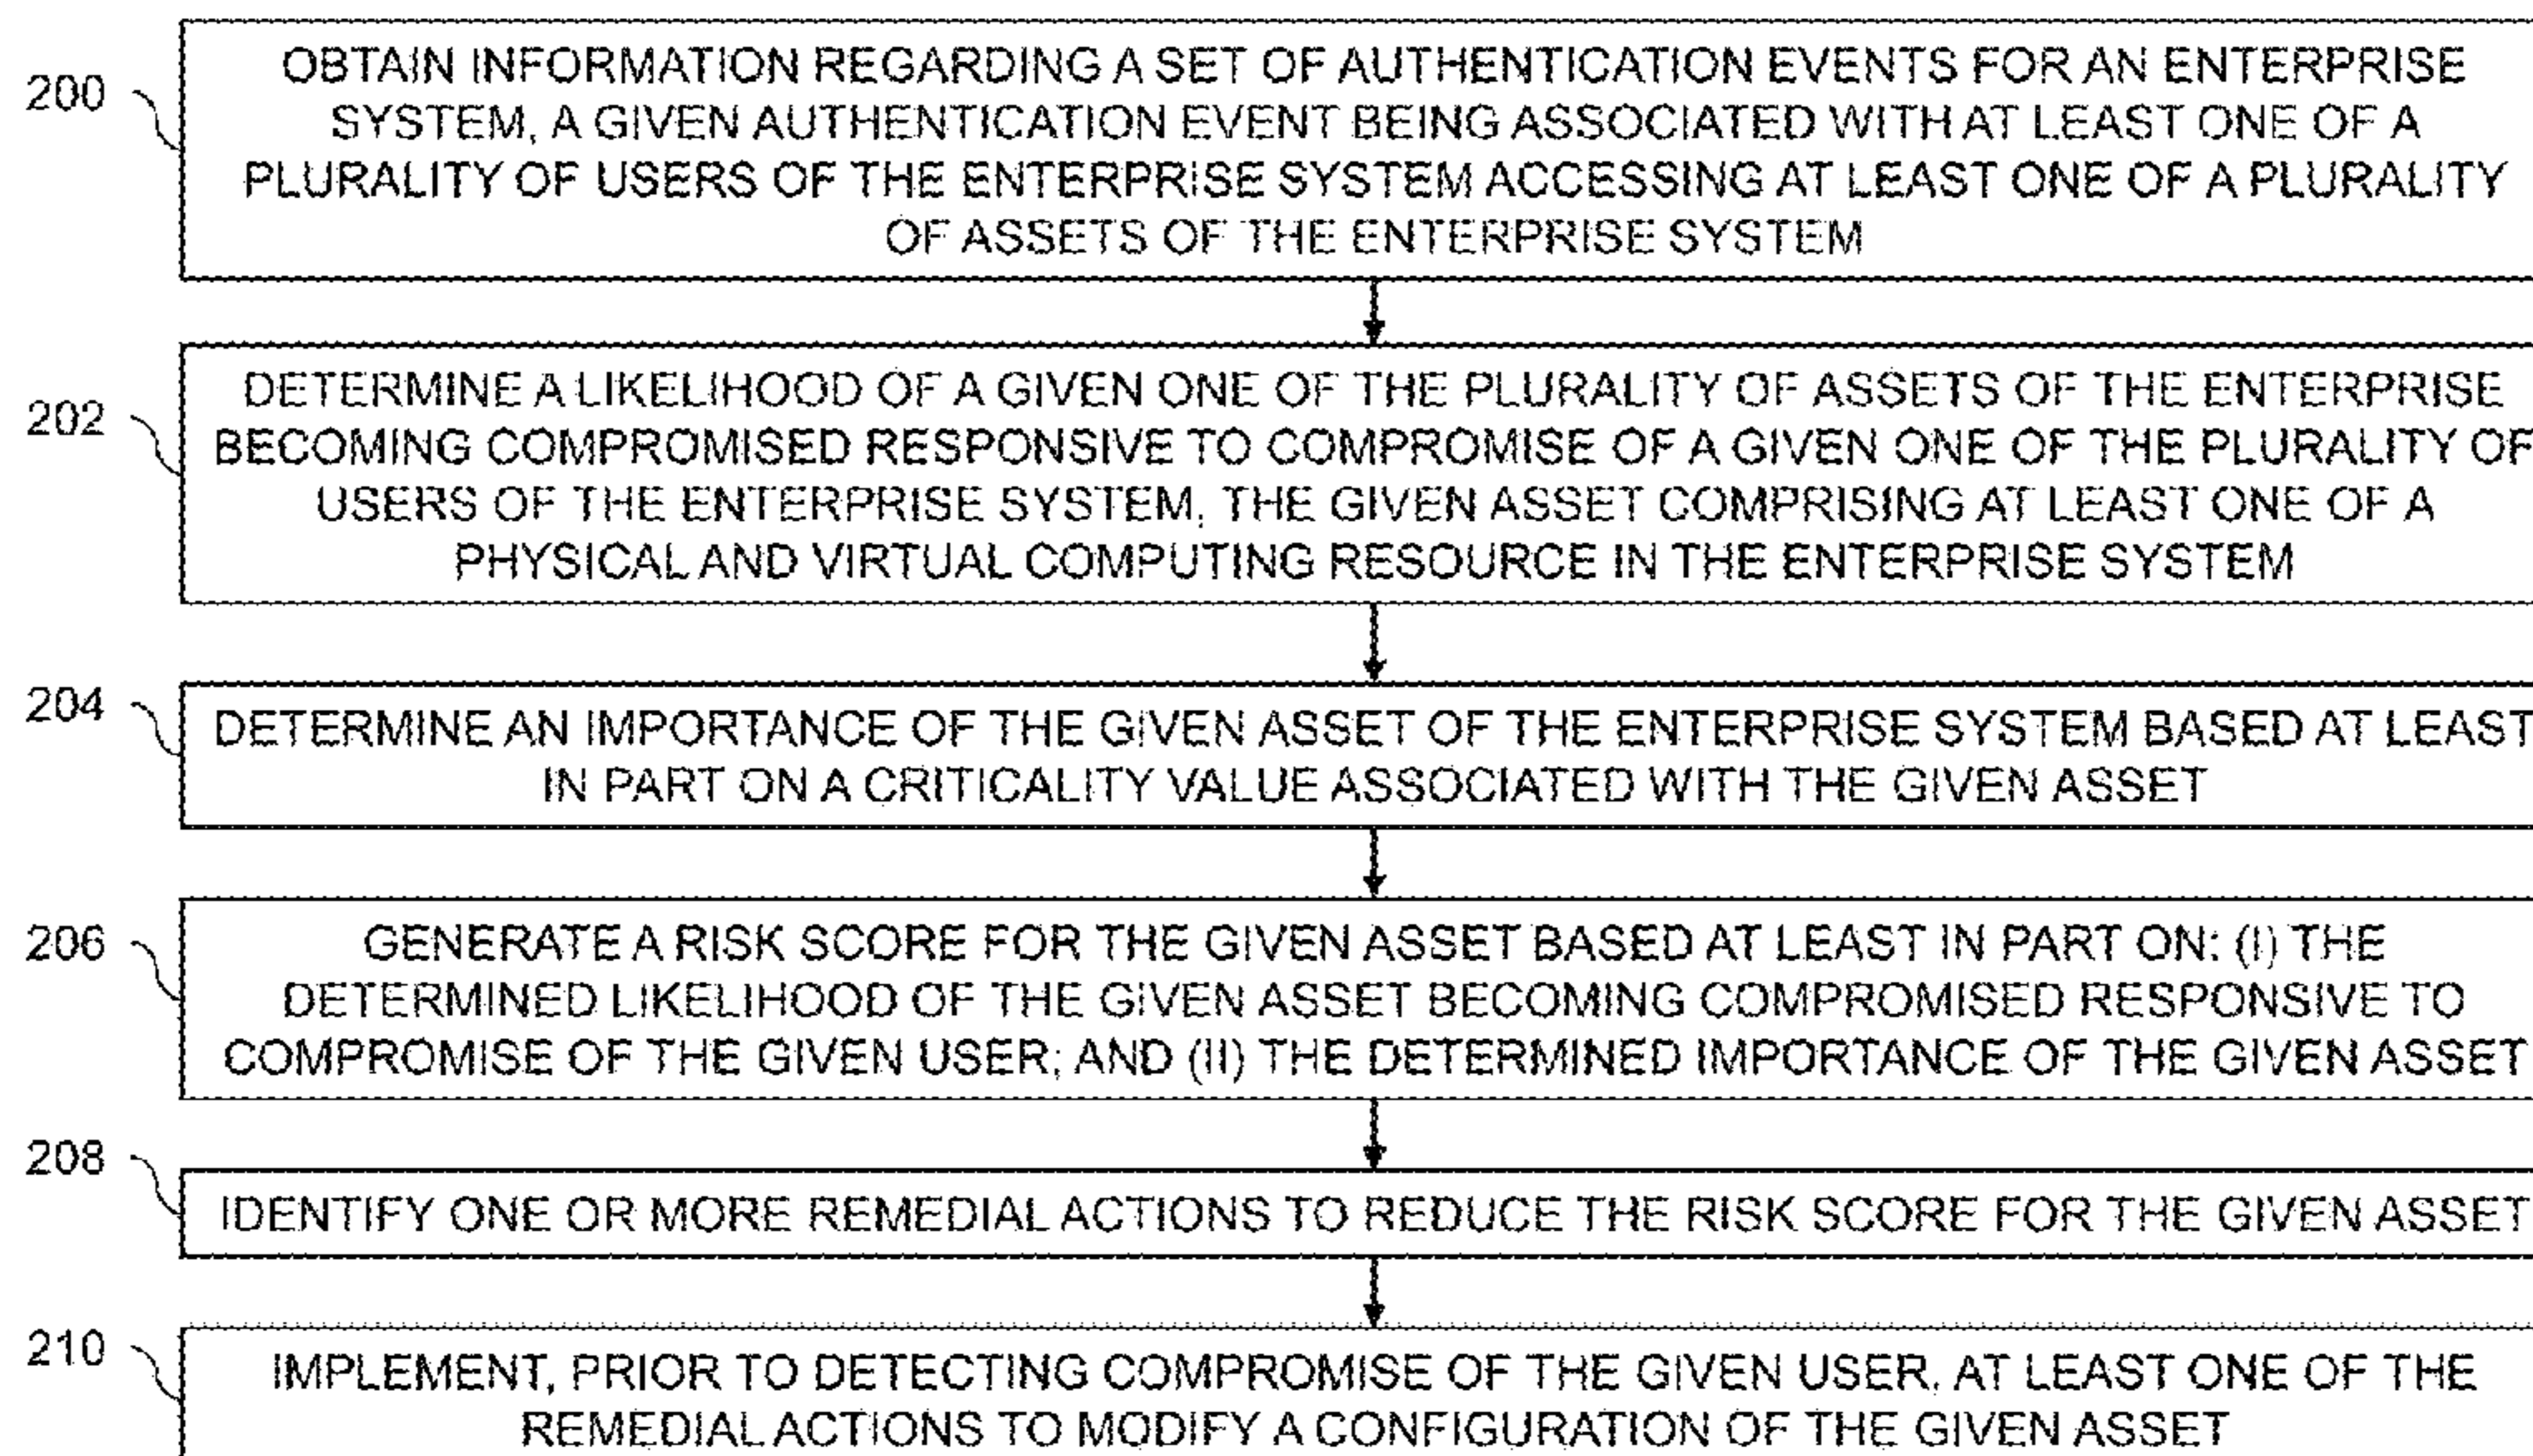 200
OBTAIN INFORMATION REGARDING A SET OF AUTHENTICATION EVENTS FOR AN ENTERPRISE
SYSTEM, A GIVEN AUTHENTICATION EVENT BEING ASSOCIATED WITH AT LEAST ONE OF A
PLURALITY OF USERS OF THE ENTERPRISE SYSTEM ACCESSING AT LEAST ONE OF A PLURALITY
OF ASSETS OF THE ENTERPRISE SYSTEM
202
DETERMINE A LIKELIHOOD OF A GIVEN ONE OF THE PLURALITY OF ASSETS OF THE ENTERPRISE
BECOMING COMPROMISED RESPONSIVE TO COMPROMISE OF A GIVEN ONE OF THE PLURALITY OF
USERS OF THE ENTERPRISE SYSTEM, THE GIVEN ASSET COMPRISING AT LEAST ONE OF A
PHYSICAL AND VIRTUAL COMPUTING RESOURCE IN THE ENTERPRISE SYSTEM
204
DETERMINE AN IMPORTANCE OF THE GIVEN ASSET OF THE ENTERPRISE SYSTEM BASED AT LEAST
IN PART ON A CRITICALITY VALUE ASSOCIATED WITH THE GIVEN ASSET
206
GENERATE A RISK SCORE FOR THE GIVEN ASSET BASED AT LEAST IN PART ON: (I) THE
DETERMINED LIKELIHOOD OF THE GIVEN ASSET BECOMING COMPROMISED RESPONSIVE TO
COMPROMISE OF THE GIVEN USER; AND (II) THE DETERMINED IMPORTANCE OF THE GIVEN ASSET
208
IDENTIFY ONE OR MORE REMEDIAL ACTIONS TO REDUCE THE RISK SCORE FOR THE GIVEN ASSET
210
IMPLEMENT, PRIOR TO DETECTING COMPROMISE OF THE GIVEN USER, AT LEAST ONE OF THE
REMEDIAL ACTIONS TO MODIFY A CONFIGURATION OF THE GIVEN ASSET